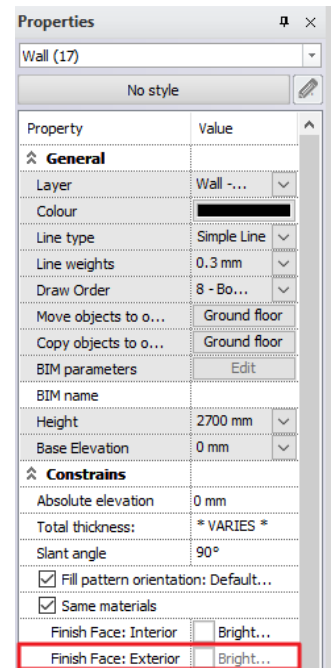 Properties
Wall (17)
No style
Property Value
General
Layer Wall -...
Colour
Line type Simple Line
Line weights 0.3 mm
Draw Order 8 - Bo...
Move objects to o... Ground floor
Copy objects to o... Ground floor
BIM parameters Edit
BIM name
Height 2700 mm
Base Elevation 0 mm
Constrains
Absolute elevation 0 mm
Total thickness: * VARIES *
Slant angle 90°
Fill pattern orientation: Default...
Same materials
Finish Face: Interior Bright...
Finish Face: Exterior Bright...